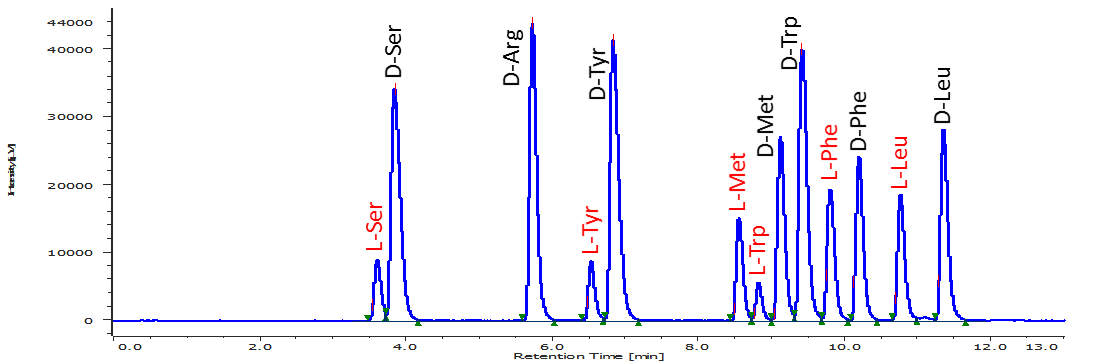 44000
40000
30000
20000
10000
0
Intensity [µV]
L-Ser
D-Ser
D-Arg
L-Tyr
D-Tyr
L-Met
L-Trp
D-Met
D-Trp
L-Phe
D-Phe
L-Leu
D-Leu
0.0 2.0 4.0 6.0 8.0 10.0 12.0 13.0
Retention Time [min]